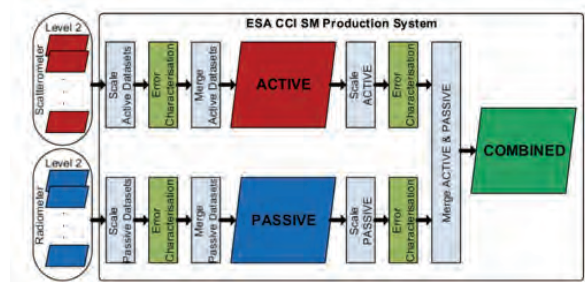 ESA CCI SM Production System
Level 2
Scatterometer
Scale
Active Datasets
Error
Characterisation
Merge
Active Datasets
ACTIVE
Scale
ACTIVE
Error
Characterisation
Merge ACTIVE & PASSIVE
COMBINED
Level 2
Radiometer
Scale
Passive Datasets
Error
Characterisation
Merge
Passive Datasets
PASSIVE
Scale
PASSIVE
Error
Characterisation